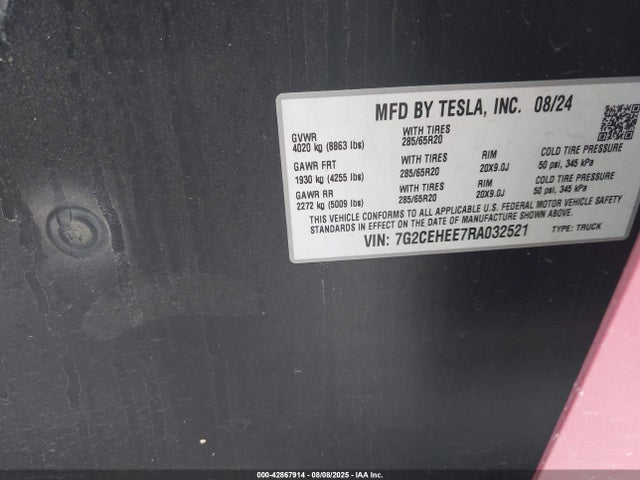 MFD BY TESLA, INC. 08/24
GVWR WITH TIRES
4020 kg (8863 lbs) 285/65R20
GAWR FRT WITH TIRES RIM COLD TIRE PRESSURE
1930 kg (4255 lbs) 285/65R20 20X9.0J 50 psi, 345 kPa
GAWR RR WITH TIRES RIM COLD TIRE PRESSURE
2272 kg (5009 lbs) 285/65R20 20X9.0J 50 psi, 345 kPa
THIS VEHICLE CONFORMS TO ALL APPLICABLE U.S. FEDERAL MOTOR VEHICLE SAFETY
STANDARDS IN EFFECT ON THE DATE OF MANUFACTURE SHOWN ABOVE.
VIN: 7G2CEHEE7RA032521 TYPE: TRUCK
000-42867914 - 08/08/2025 - IAA Inc.